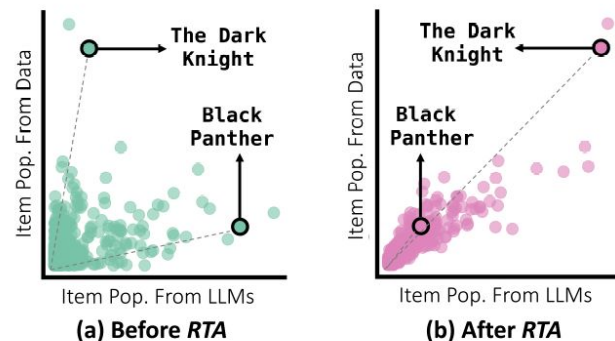 The Dark
Knight
Black
Panther
Item Pop. From Data
Item Pop. From LLMs
(a) Before RTA
The Dark
Knight
Black
Panther
Item Pop. From Data
Item Pop. From LLMs
(b) After RTA